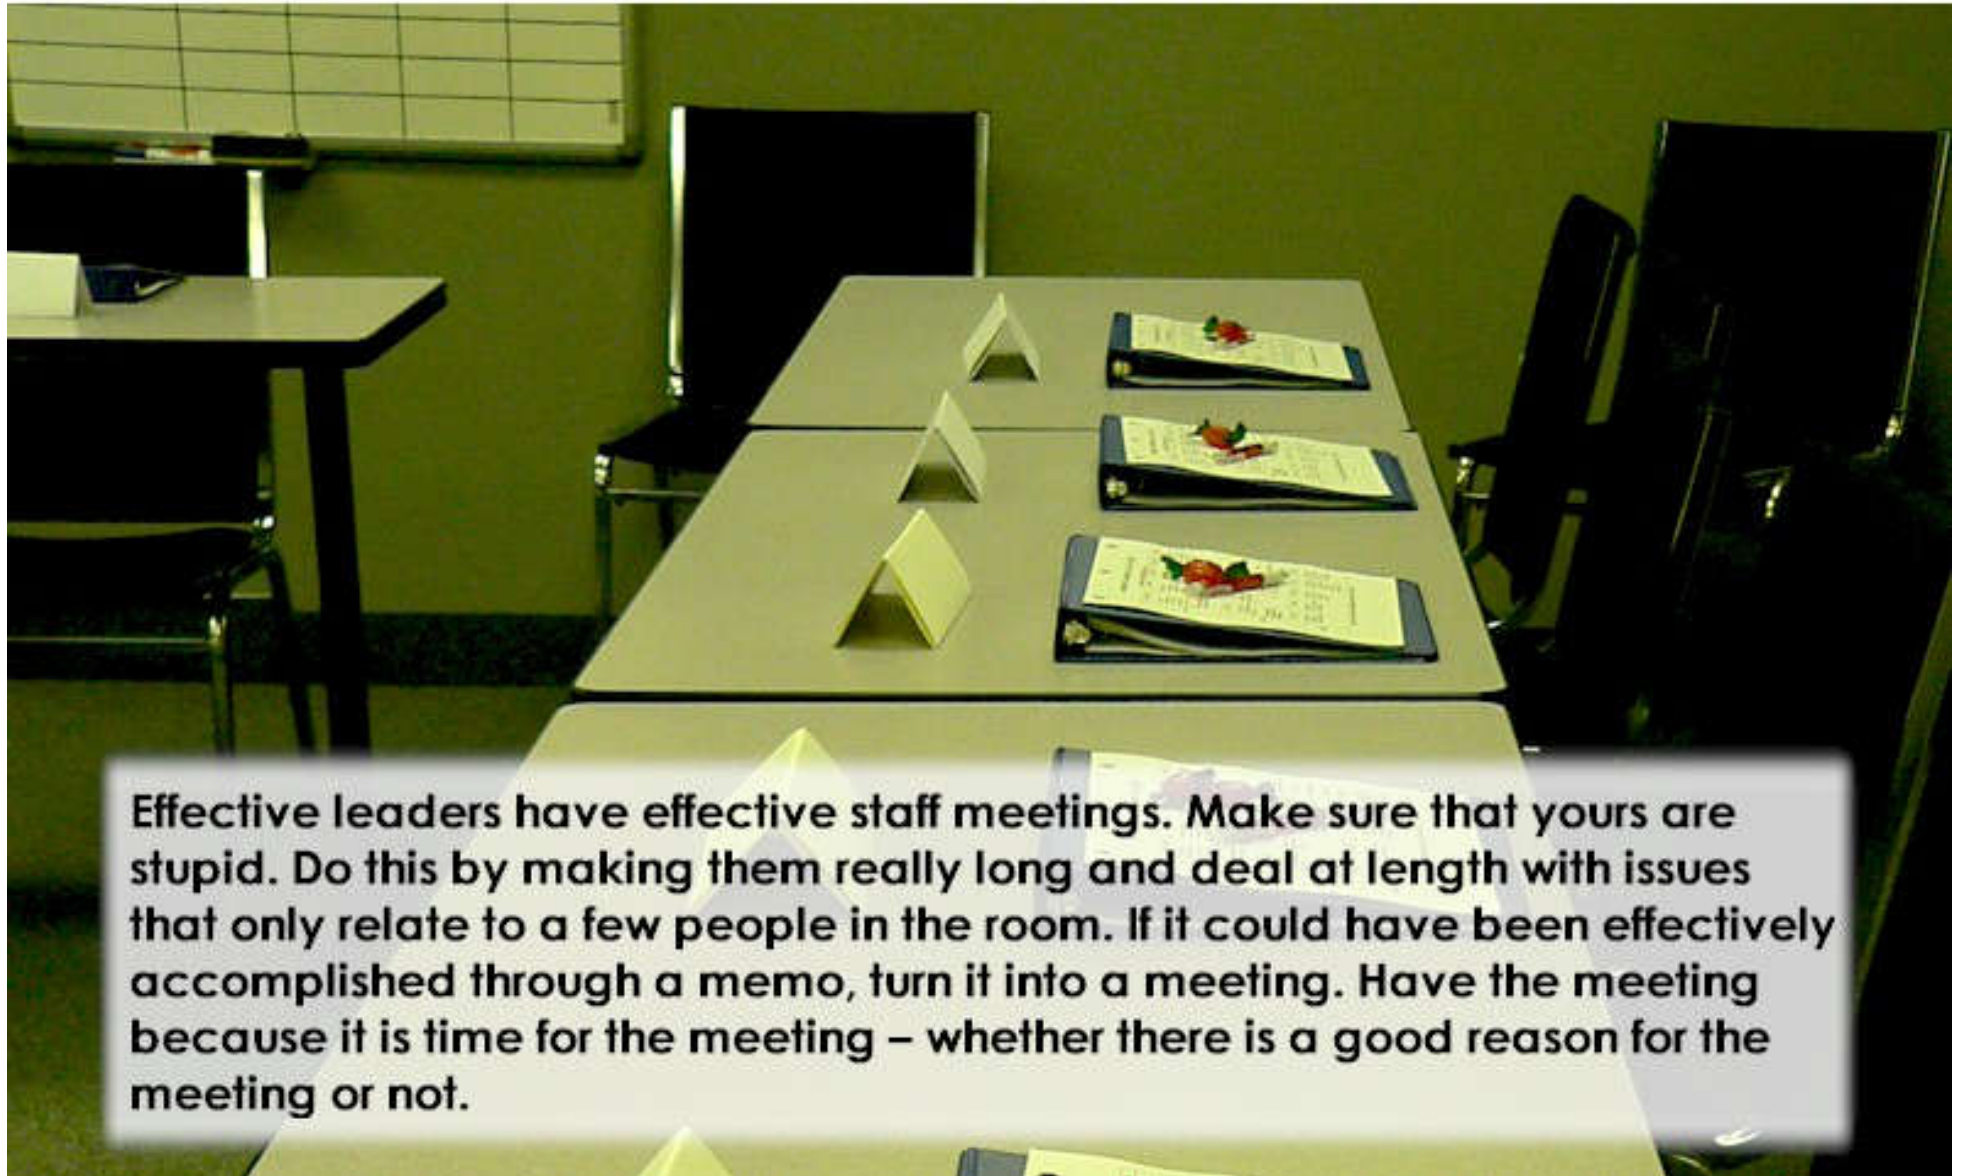 Effective leaders have effective staff meetings. Make sure that yours are
stupid. Do this by making them really long and deal at length with issues
that only relate to a few people in the room. If it could have been effectively
accomplished through a memo, turn it into a meeting. Have the meeting
because it is time for the meeting – whether there is a good reason for the
meeting or not.